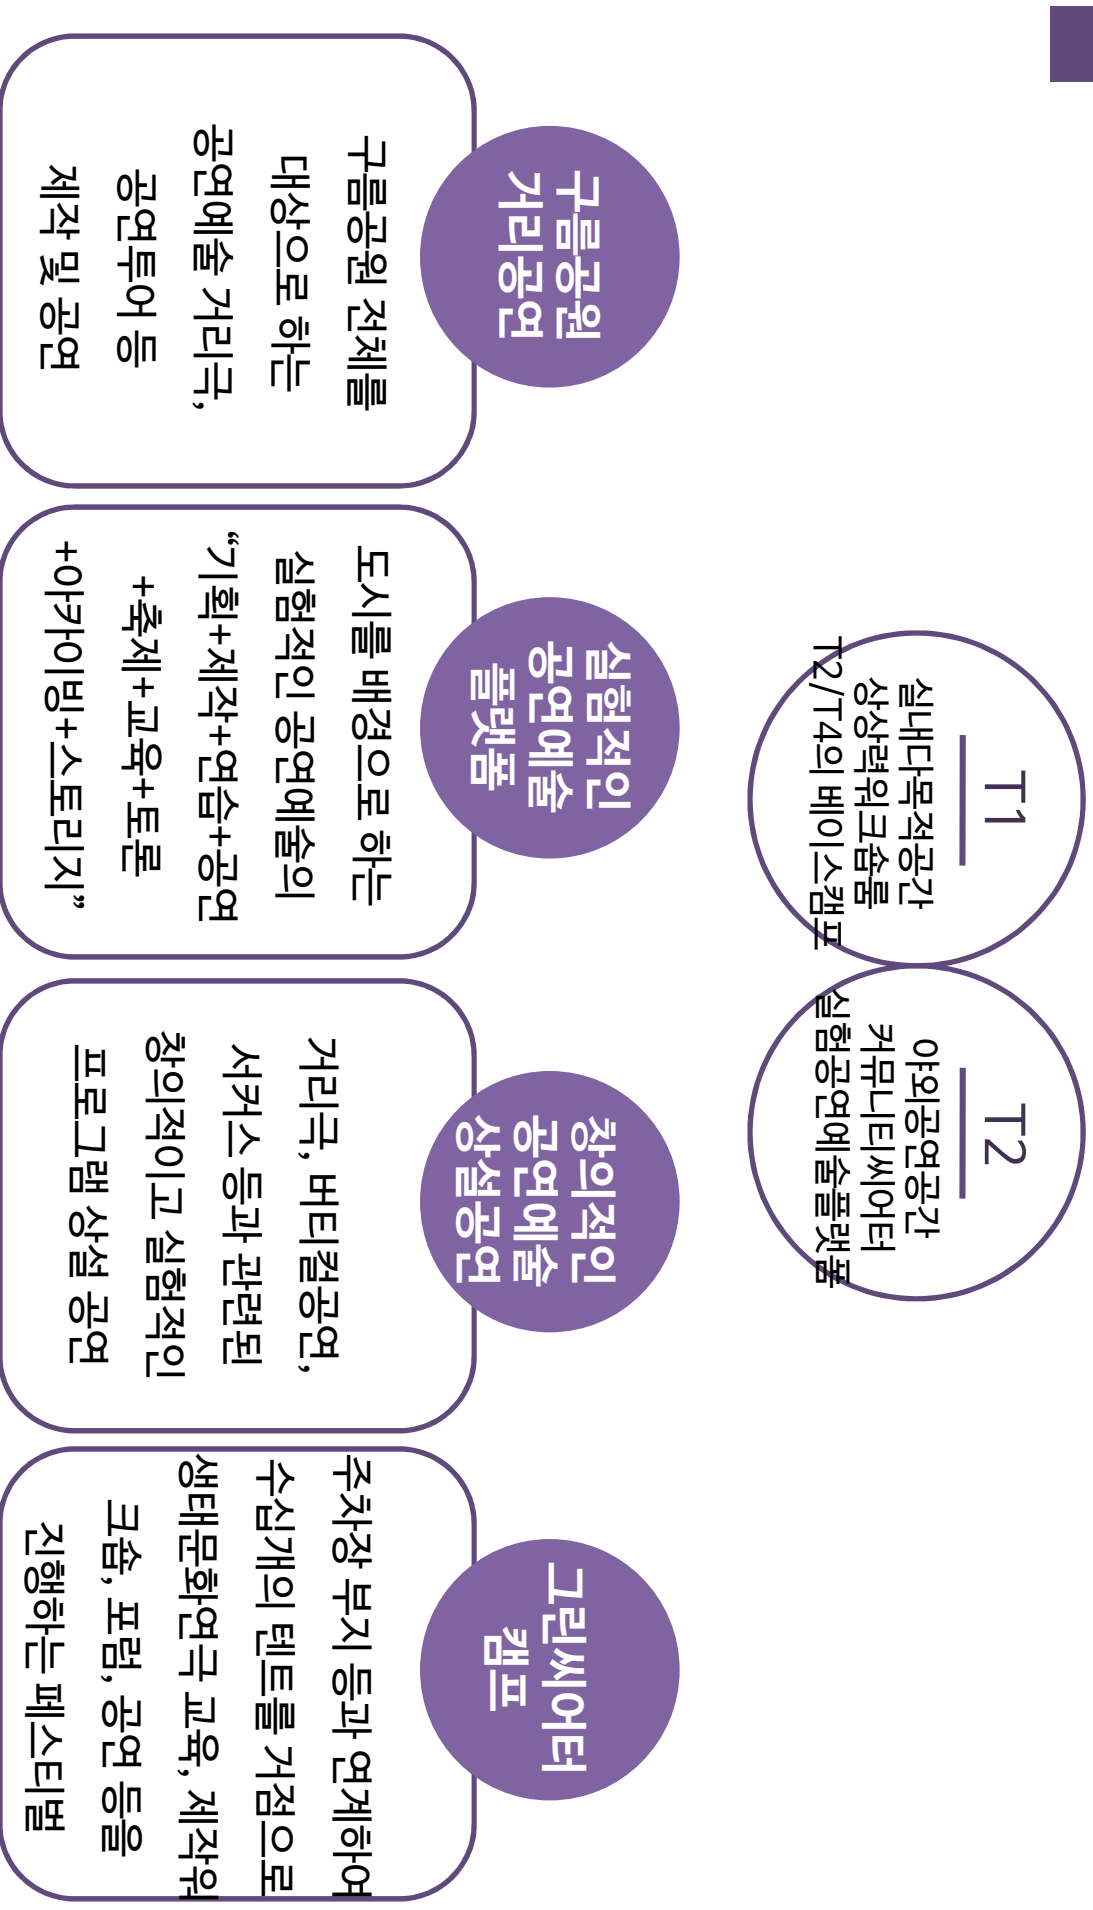 T1
실내다목적공간
상상력워크숍룸
T2/T4의 베이스캠프
T2
야외공연공간
커뮤니티씨어터
실험공연예술플랫폼
구름공원
거리공연
구름공원 전체를
대상으로 하는
공연예술 거리극,
공연투어 등
제작 및 공연
실험적인
공연예술
플랫폼
도시를 배경으로 하는
실험적인 공연예술의
“기획+제작+연습+공연
+축제+교육+토론
+아카이빙+스토리지”
창의적인
공연예술
상설공연
거리극, 버티컬공연,
서커스 등과 관련된
창의적이고 실험적인
프로그램 상설 공연
그린씨어터
캠프
주차장 부지 등과 연계하여
수십개의 텐트를 거점으로
생태문화연극 교육, 제작워
크숍, 포럼, 공연 등을
진행하는 페스티벌